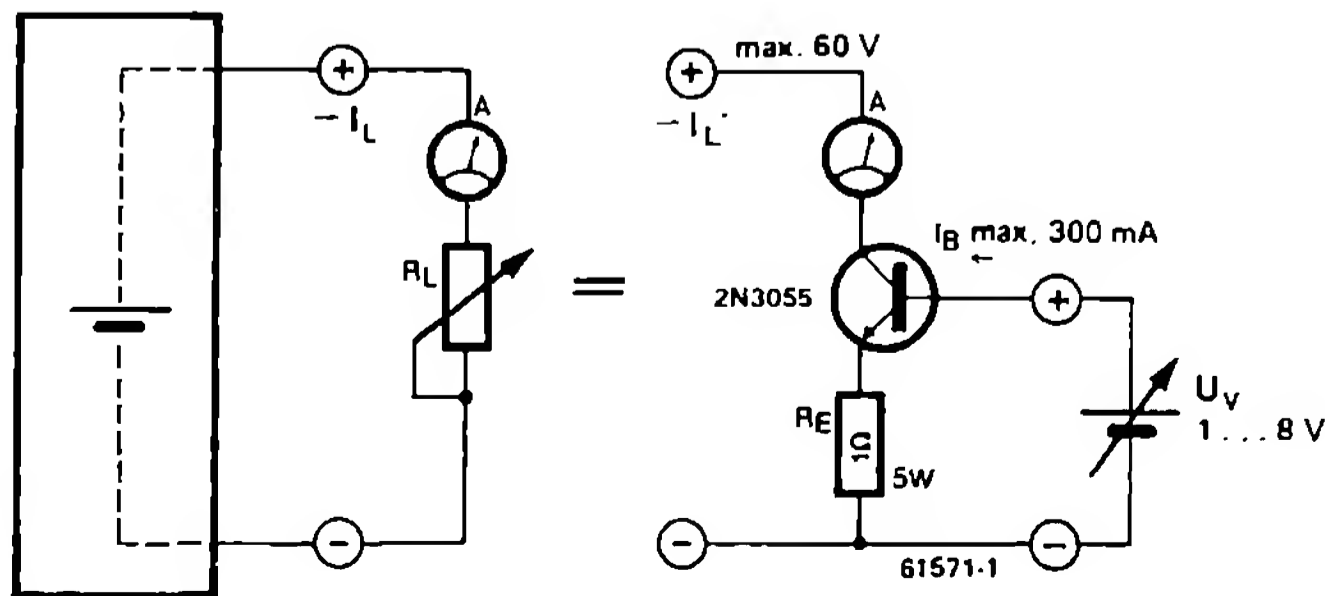 +
− I_L
A
R_L
−
=
max. 60 V
+
− I_L
A
I_B max. 300 mA
←
2N3055
+
R_E
1Ω
5W
U_V
1 . . . 8 V
−
−
61571-1